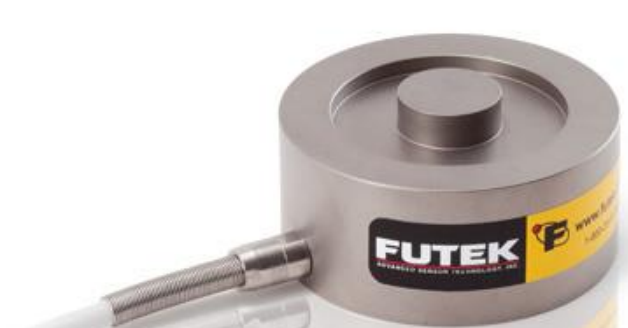 FUTEK
ADVANCED SENSOR TECHNOLOGY, INC.
F